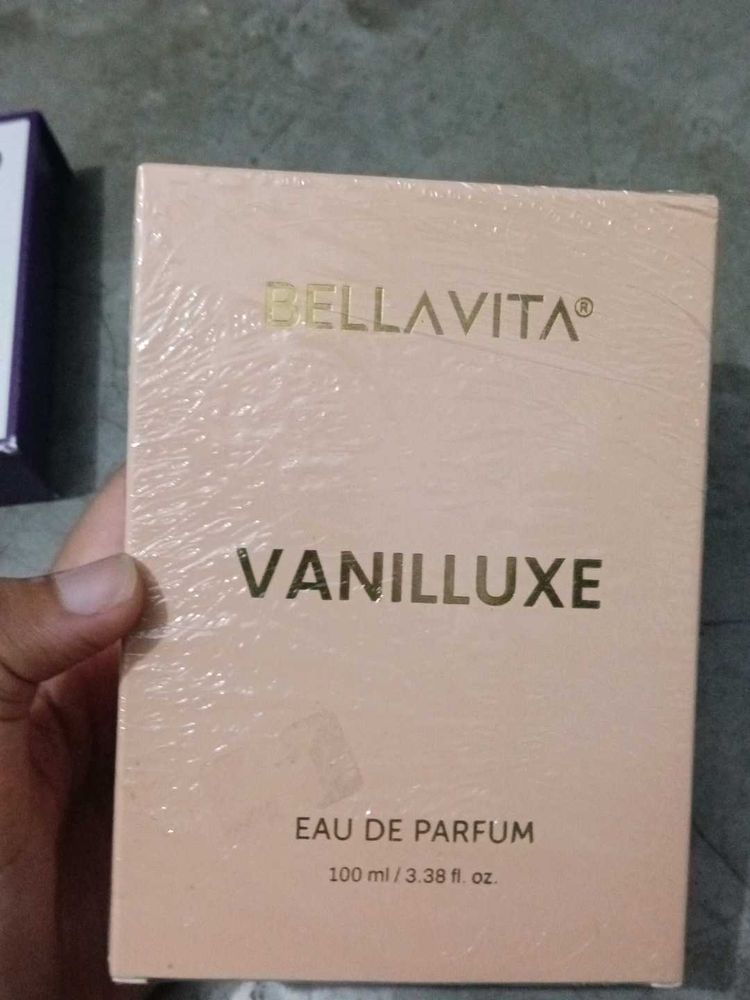 BELLAVITA®
VANILLUXE
EAU DE PARFUM
100 ml / 3.38 fl. oz.